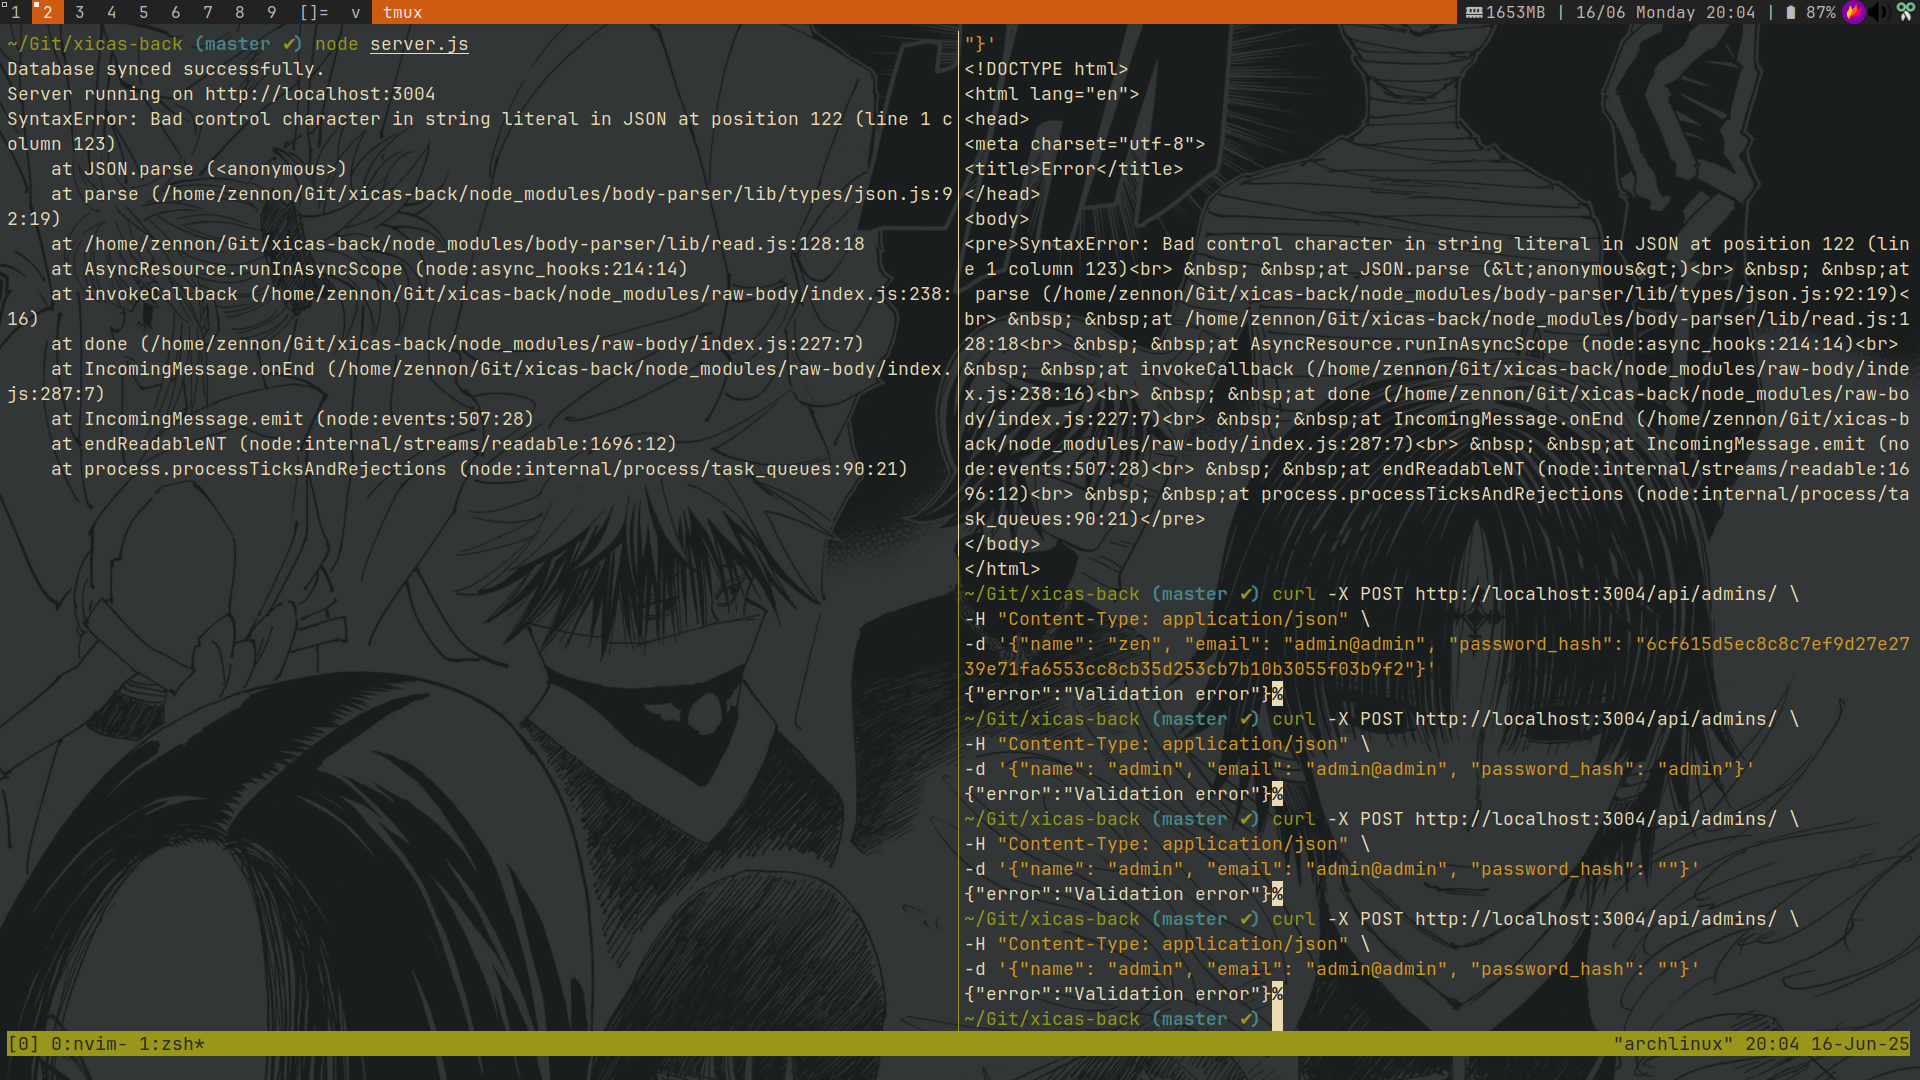 1 2 3 4 5 6 7 8 9 []= v tmux 1653MB | 16/06 Monday 20:04 | 87%
~/Git/xicas-back (master ✔) node server.js
Database synced successfully.
Server running on http://localhost:3004
SyntaxError: Bad control character in string literal in JSON at position 122 (line 1 c
olumn 123)
    at JSON.parse (<anonymous>)
    at parse (/home/zennon/Git/xicas-back/node_modules/body-parser/lib/types/json.js:9
2:19)
    at /home/zennon/Git/xicas-back/node_modules/body-parser/lib/read.js:128:18
    at AsyncResource.runInAsyncScope (node:async_hooks:214:14)
    at invokeCallback (/home/zennon/Git/xicas-back/node_modules/raw-body/index.js:238:
16)
    at done (/home/zennon/Git/xicas-back/node_modules/raw-body/index.js:227:7)
    at IncomingMessage.onEnd (/home/zennon/Git/xicas-back/node_modules/raw-body/index.
js:287:7)
    at IncomingMessage.emit (node:events:507:28)
    at endReadableNT (node:internal/streams/readable:1696:12)
    at process.processTicksAndRejections (node:internal/process/task_queues:90:21)
"}'
<!DOCTYPE html>
<html lang="en">
<head>
<meta charset="utf-8">
<title>Error</title>
</head>
<body>
<pre>SyntaxError: Bad control character in string literal in JSON at position 122 (lin
e 1 column 123)<br> &nbsp; &nbsp;at JSON.parse (&lt;anonymous&gt;)<br> &nbsp; &nbsp;at
 parse (/home/zennon/Git/xicas-back/node_modules/body-parser/lib/types/json.js:92:19)<
br> &nbsp; &nbsp;at /home/zennon/Git/xicas-back/node_modules/body-parser/lib/read.js:1
28:18<br> &nbsp; &nbsp;at AsyncResource.runInAsyncScope (node:async_hooks:214:14)<br>
&nbsp; &nbsp;at invokeCallback (/home/zennon/Git/xicas-back/node_modules/raw-body/inde
x.js:238:16)<br> &nbsp; &nbsp;at done (/home/zennon/Git/xicas-back/node_modules/raw-bo
dy/index.js:227:7)<br> &nbsp; &nbsp;at IncomingMessage.onEnd (/home/zennon/Git/xicas-b
ack/node_modules/raw-body/index.js:287:7)<br> &nbsp; &nbsp;at IncomingMessage.emit (no
de:events:507:28)<br> &nbsp; &nbsp;at endReadableNT (node:internal/streams/readable:16
96:12)<br> &nbsp; &nbsp;at process.processTicksAndRejections (node:internal/process/ta
sk_queues:90:21)</pre>
</body>
</html>
~/Git/xicas-back (master ✔) curl -X POST http://localhost:3004/api/admins/ \
-H "Content-Type: application/json" \
-d '{"name": "zen", "email": "admin@admin", "password_hash": "6cf615d5ec8c8c7ef9d27e27
39e71fa6553cc8cb35d253cb7b10b3055f03b9f2"}'
{"error":"Validation error"}%
~/Git/xicas-back (master ✔) curl -X POST http://localhost:3004/api/admins/ \
-H "Content-Type: application/json" \
-d '{"name": "admin", "email": "admin@admin", "password_hash": "admin"}'
{"error":"Validation error"}%
~/Git/xicas-back (master ✔) curl -X POST http://localhost:3004/api/admins/ \
-H "Content-Type: application/json" \
-d '{"name": "admin", "email": "admin@admin", "password_hash": ""}'
{"error":"Validation error"}%
~/Git/xicas-back (master ✔) curl -X POST http://localhost:3004/api/admins/ \
-H "Content-Type: application/json" \
-d '{"name": "admin", "email": "admin@admin", "password_hash": ""}'
{"error":"Validation error"}%
~/Git/xicas-back (master ✔)
[0] 0:nvim- 1:zsh* "archlinux" 20:04 16-Jun-25